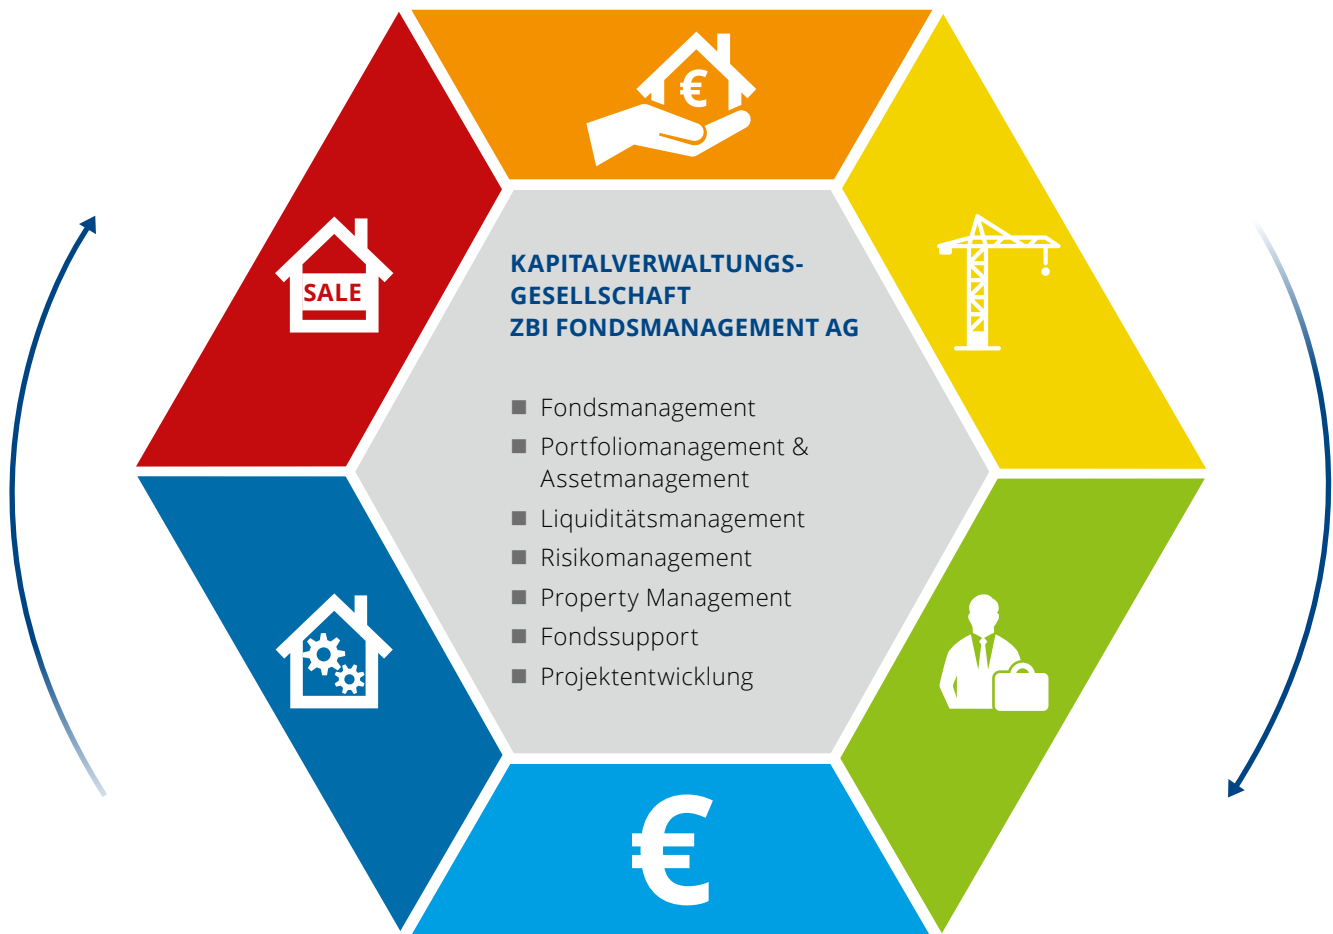 €
SALE
KAPITALVERWALTUNGS-
GESELLSCHAFT
ZBI FONDSMANAGEMENT AG
■ Fondsmanagement
■ Portfoliomanagement &
Assetmanagement
■ Liquiditätsmanagement
■ Risikomanagement
■ Property Management
■ Fondssupport
■ Projektentwicklung
€